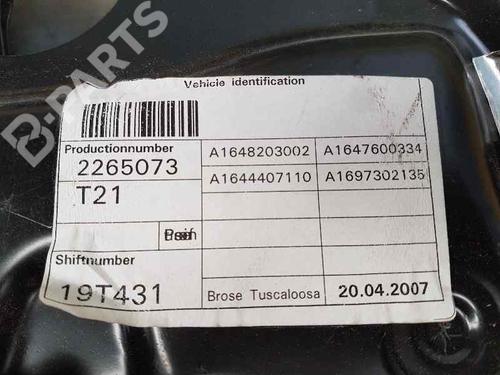 B-PARTS
Vehicle identification
Productionnumber
2265073
T21
A1648203002 A1647600334
A1644407110 A1697302135
Shiftnumber
19T431
Brose Tuscaloosa 20.04.2007